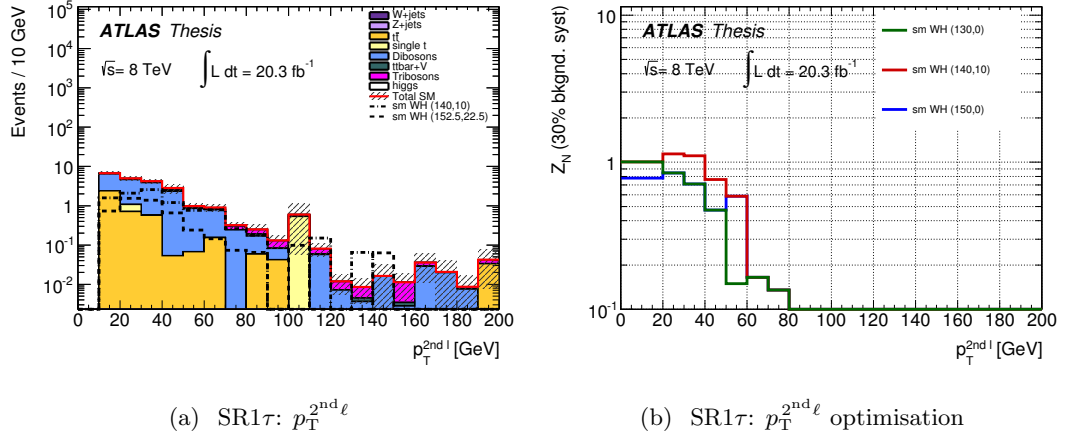 ATLAS Thesis
√s= 8 TeV ∫L dt = 20.3 fb⁻¹
W+jets
Z+jets
tt̄
single t
Dibosons
ttbar+V
Tribosons
higgs
Total SM
sm WH (140,10)
sm WH (152.5,22.5)
Events / 10 GeV
10⁵
10⁴
10³
10²
10
1
10⁻¹
10⁻²
0 20 40 60 80 100 120 140 160 180 200
p_T^{2nd l} [GeV]
ATLAS Thesis
√s= 8 TeV ∫L dt = 20.3 fb⁻¹
sm WH (130,0)
sm WH (140,10)
sm WH (150,0)
Z_N (30% bkgnd. syst)
10
1
10⁻¹
0 20 40 60 80 100 120 140 160 180 200
p_T^{2nd l} [GeV]
(a) SR1τ: p_T^{2nd ℓ}
(b) SR1τ: p_T^{2nd ℓ} optimisation